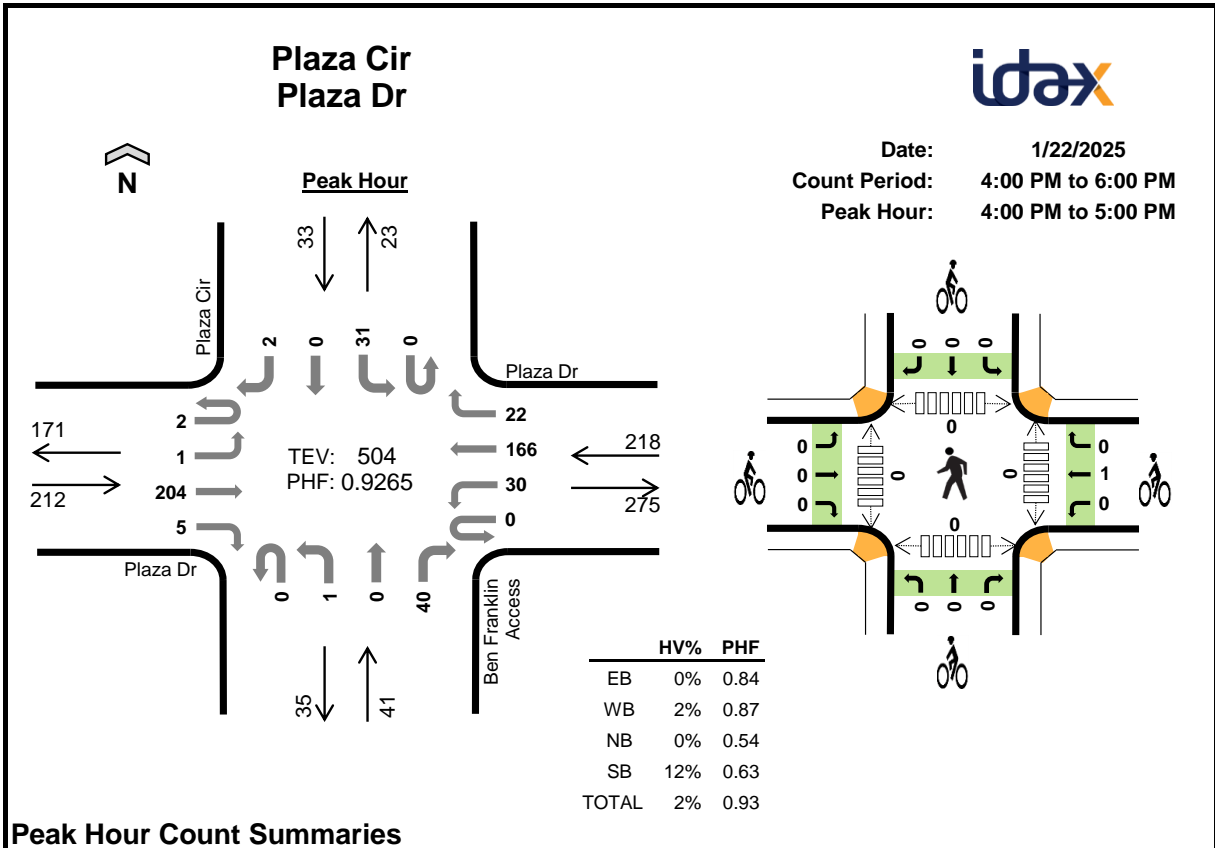 Plaza Cir
Plaza Dr
idax
Date: 1/22/2025
Count Period: 4:00 PM to 6:00 PM
Peak Hour: 4:00 PM to 5:00 PM
N
Peak Hour
33
23
Plaza Cir
2 0 31 0
Plaza Dr
2
1
204
5
171
212
TEV: 504
PHF: 0.9265
22
166
30
0
218
275
Plaza Dr
0 1 0 40
Ben Franklin
Access
35
41
0 0 0
0
0
0
0
0
0
0
0
1
0
0
0 0 0
HV% PHF
EB 0% 0.84
WB 2% 0.87
NB 0% 0.54
SB 12% 0.63
TOTAL 2% 0.93
Peak Hour Count Summaries